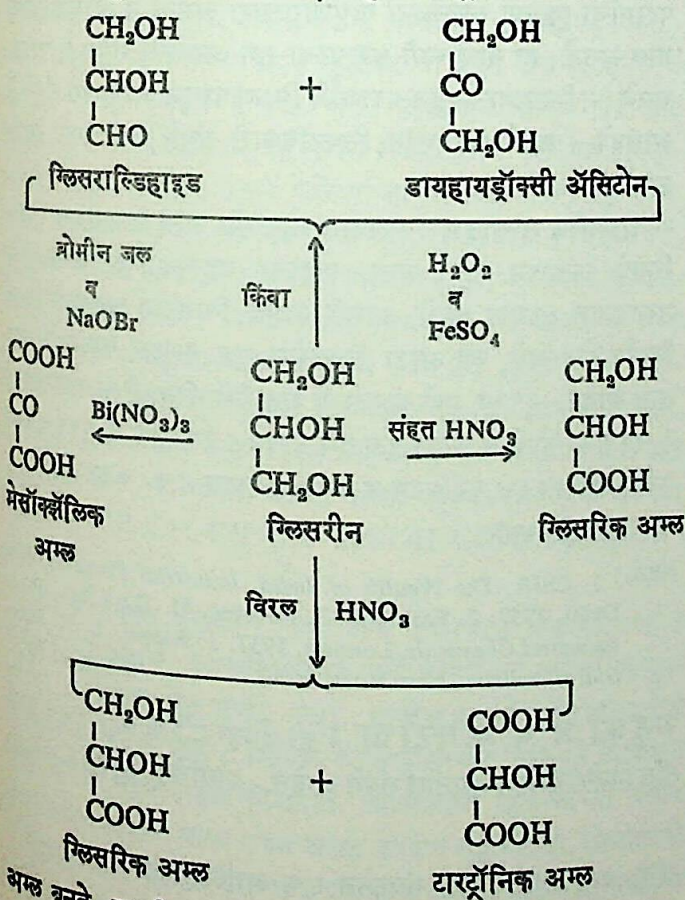 CH₂OH CH₂OH
CHOH + CO
CHO CH₂OH
ग्लिसराल्डिहाइड डायहायड्रॉक्सी ॲसिटोन
ब्रोमीन जल H₂O₂
व किंवा व
NaOBr FeSO₄
COOH CH₂OH CH₂OH
CO Bi(NO₃)₃ CHOH संहत HNO₃ CHOH
COOH CH₂OH COOH
मेसॉक्झॅलिक ग्लिसरीन ग्लिसरिक अम्ल
अम्ल
विरल HNO₃
CH₂OH COOH
CHOH + CHOH
COOH COOH
ग्लिसरिक अम्ल टारट्रॉनिक अम्ल
अम्ल बनते